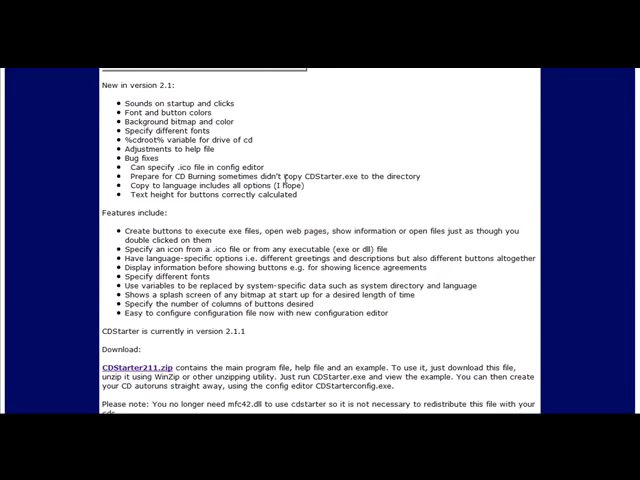 New in version 2.1:
Sounds on startup and clicks
Font and button colors
Background bitmap and color
Specify different fonts
%cdroot% variable for drive of cd
Adjustments to help file
Bug fixes
Can specify .ico file in config editor
Prepare for CD Burning sometimes didn't copy CDStarter.exe to the directory
Copy to language includes all options (I hope)
Text height for buttons correctly calculated
Features include:
Create buttons to execute exe files, open web pages, show information or open files just as though you
double clicked on them
Specify an icon from a .ico file or from any executable (exe or dll) file
Have language-specific options i.e. different greetings and descriptions but also different buttons altogether
Display information before showing buttons e.g. for showing licence agreements
Specify different fonts
Use variables to be replaced by system-specific data such as system directory and language
Shows a splash screen of any bitmap at start up for a desired length of time
Specify the number of columns of buttons desired
Easy to configure configuration file now with new configuration editor
CDStarter is currently in version 2.1.1
Download:
CDStarter211.zip contains the main program file, help file and an example. To use it, just download this file,
unzip it using WinZip or other unzipping utility. Just run CDStarter.exe and view the example. You can then create
your CD autoruns straight away, using the config editor CDStarterconfig.exe.
Please note: You no longer need mfc42.dll to use cdstarter so it is not necessary to redistribute this file with your
cds